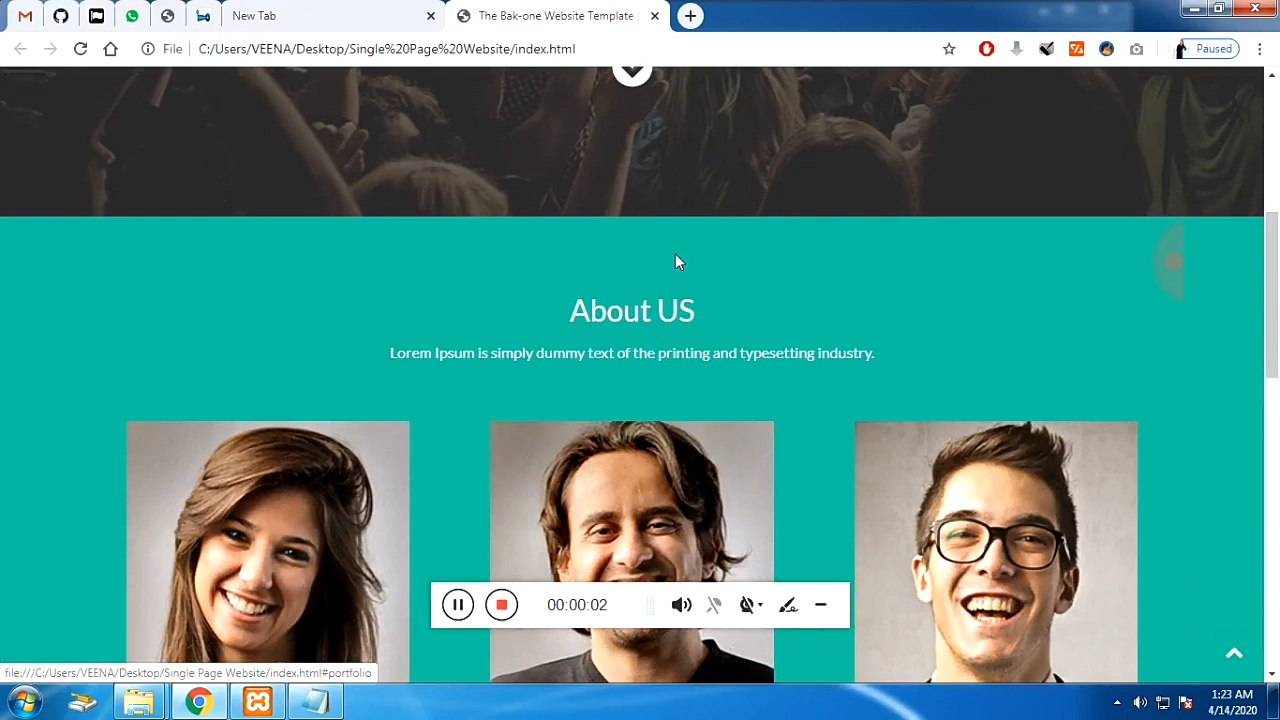 New Tab
The Bak-one Website Template
File
C:/Users/VEENA/Desktop/Single%20Page%20Website/index.html
Paused
About US
Lorem Ipsum is simply dummy text of the printing and typesetting industry.
00:00:02
file:///C:/Users/VEENA/Desktop/Single Page Website/index.html#portfolio
1:23 AM
4/14/2020